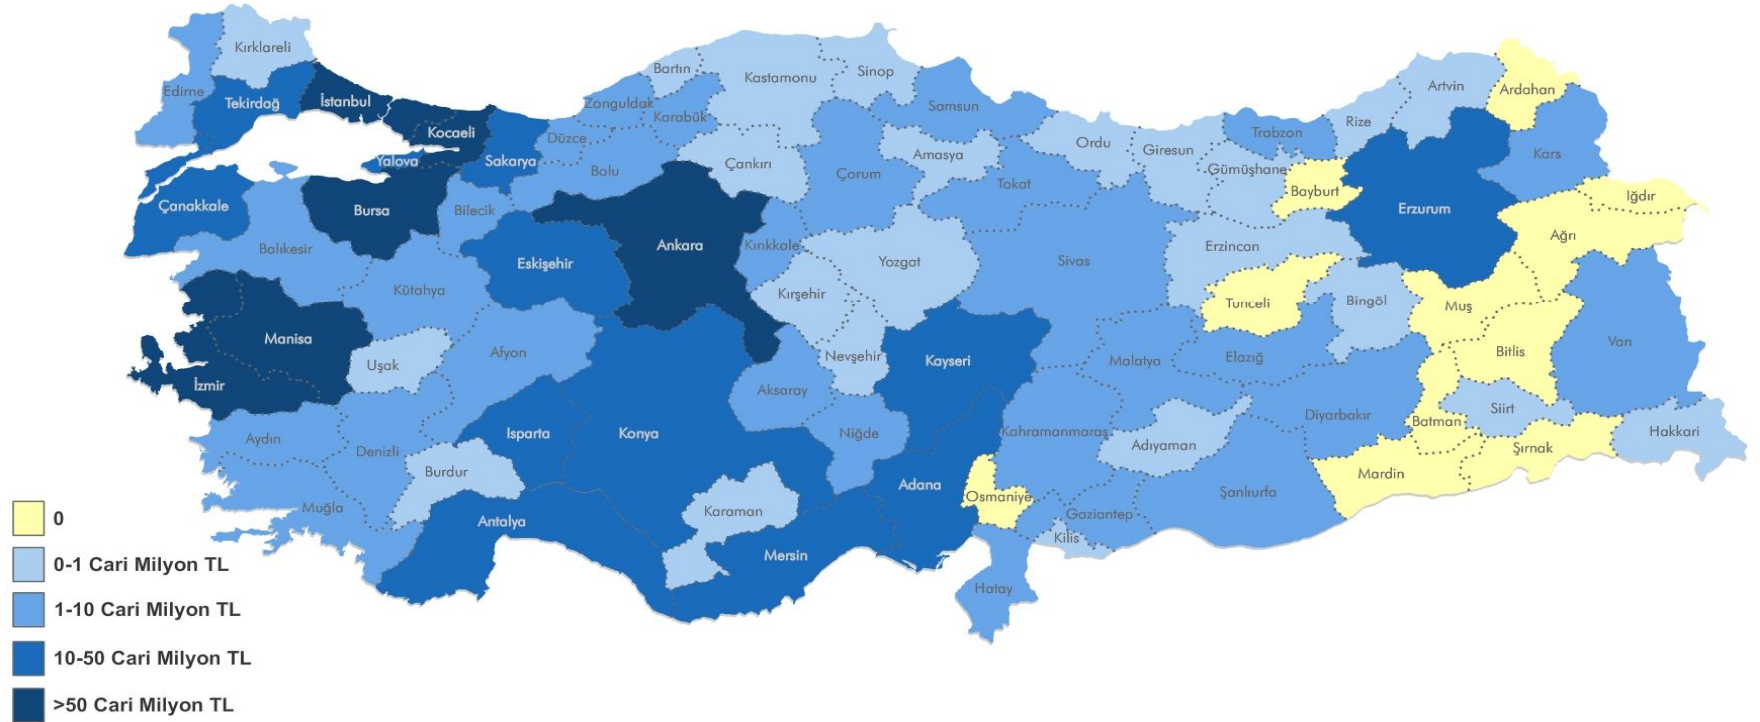 Kırklareli
Edirne
Tekirdağ
İstanbul
Kocaeli
Yalova
Sakarya
Çanakkale
Bursa
Balıkesir
Bilecik
Düzce
Zonguldak
Bartın
Karabük
Bolu
Kastamonu
Sinop
Samsun
Çankırı
Çorum
Amasya
Tokat
Ordu
Giresun
Gümüşhane
Trabzon
Rize
Artvin
Ardahan
Kars
Bayburt
Erzurum
Iğdır
Ağrı
Eskişehir
Ankara
Kırıkkale
Yozgat
Sivas
Erzincan
Tunceli
Bingöl
Muş
Bitlis
Van
Kütahya
Kırşehir
Manisa
İzmir
Uşak
Afyon
Nevşehir
Kayseri
Malatya
Elazığ
Aksaray
Niğde
Konya
Isparta
Aydın
Denizli
Burdur
Muğla
Antalya
Karaman
Mersin
Adana
Osmaniye
Kahramanmaraş
Adıyaman
Diyarbakır
Batman
Siirt
Şırnak
Hakkari
Mardin
Şanlıurfa
Gaziantep
Kilis
Hatay
0
0-1 Cari Milyon TL
1-10 Cari Milyon TL
10-50 Cari Milyon TL
>50 Cari Milyon TL